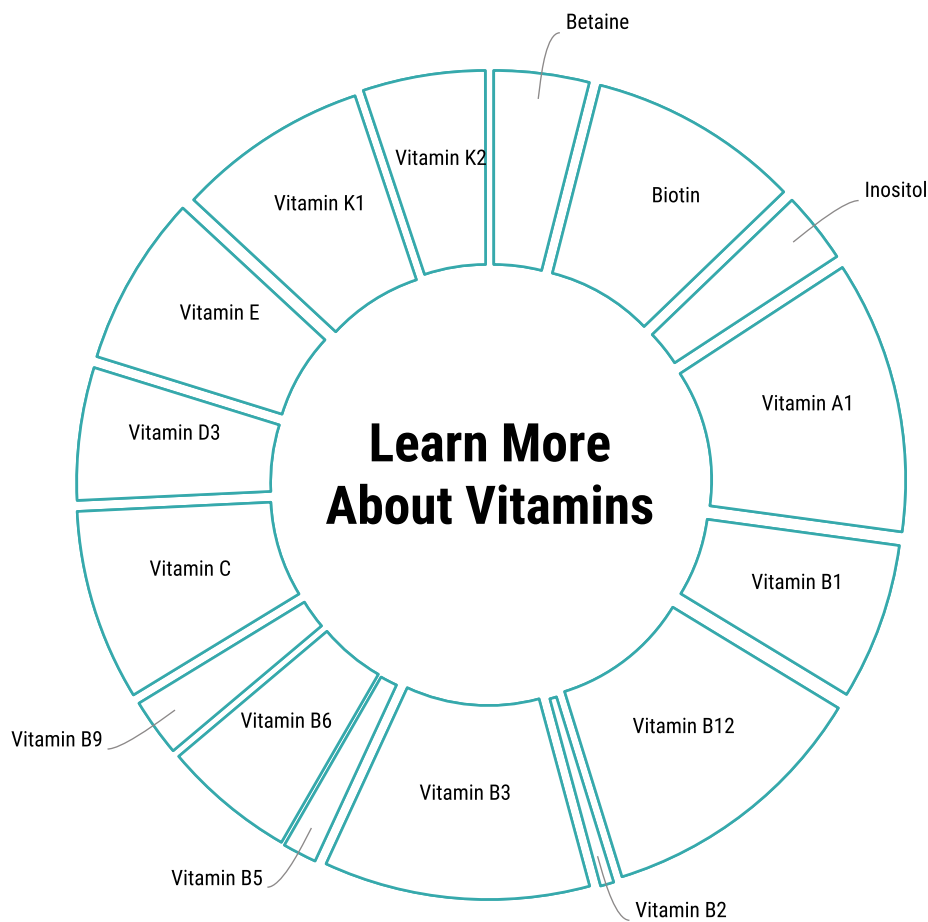 Betaine
Biotin
Inositol
Vitamin A1
Vitamin B1
Vitamin B12
Vitamin B2
Vitamin B3
Vitamin B5
Vitamin B6
Vitamin B9
Vitamin C
Vitamin D3
Vitamin E
Vitamin K1
Vitamin K2
Learn More
About Vitamins